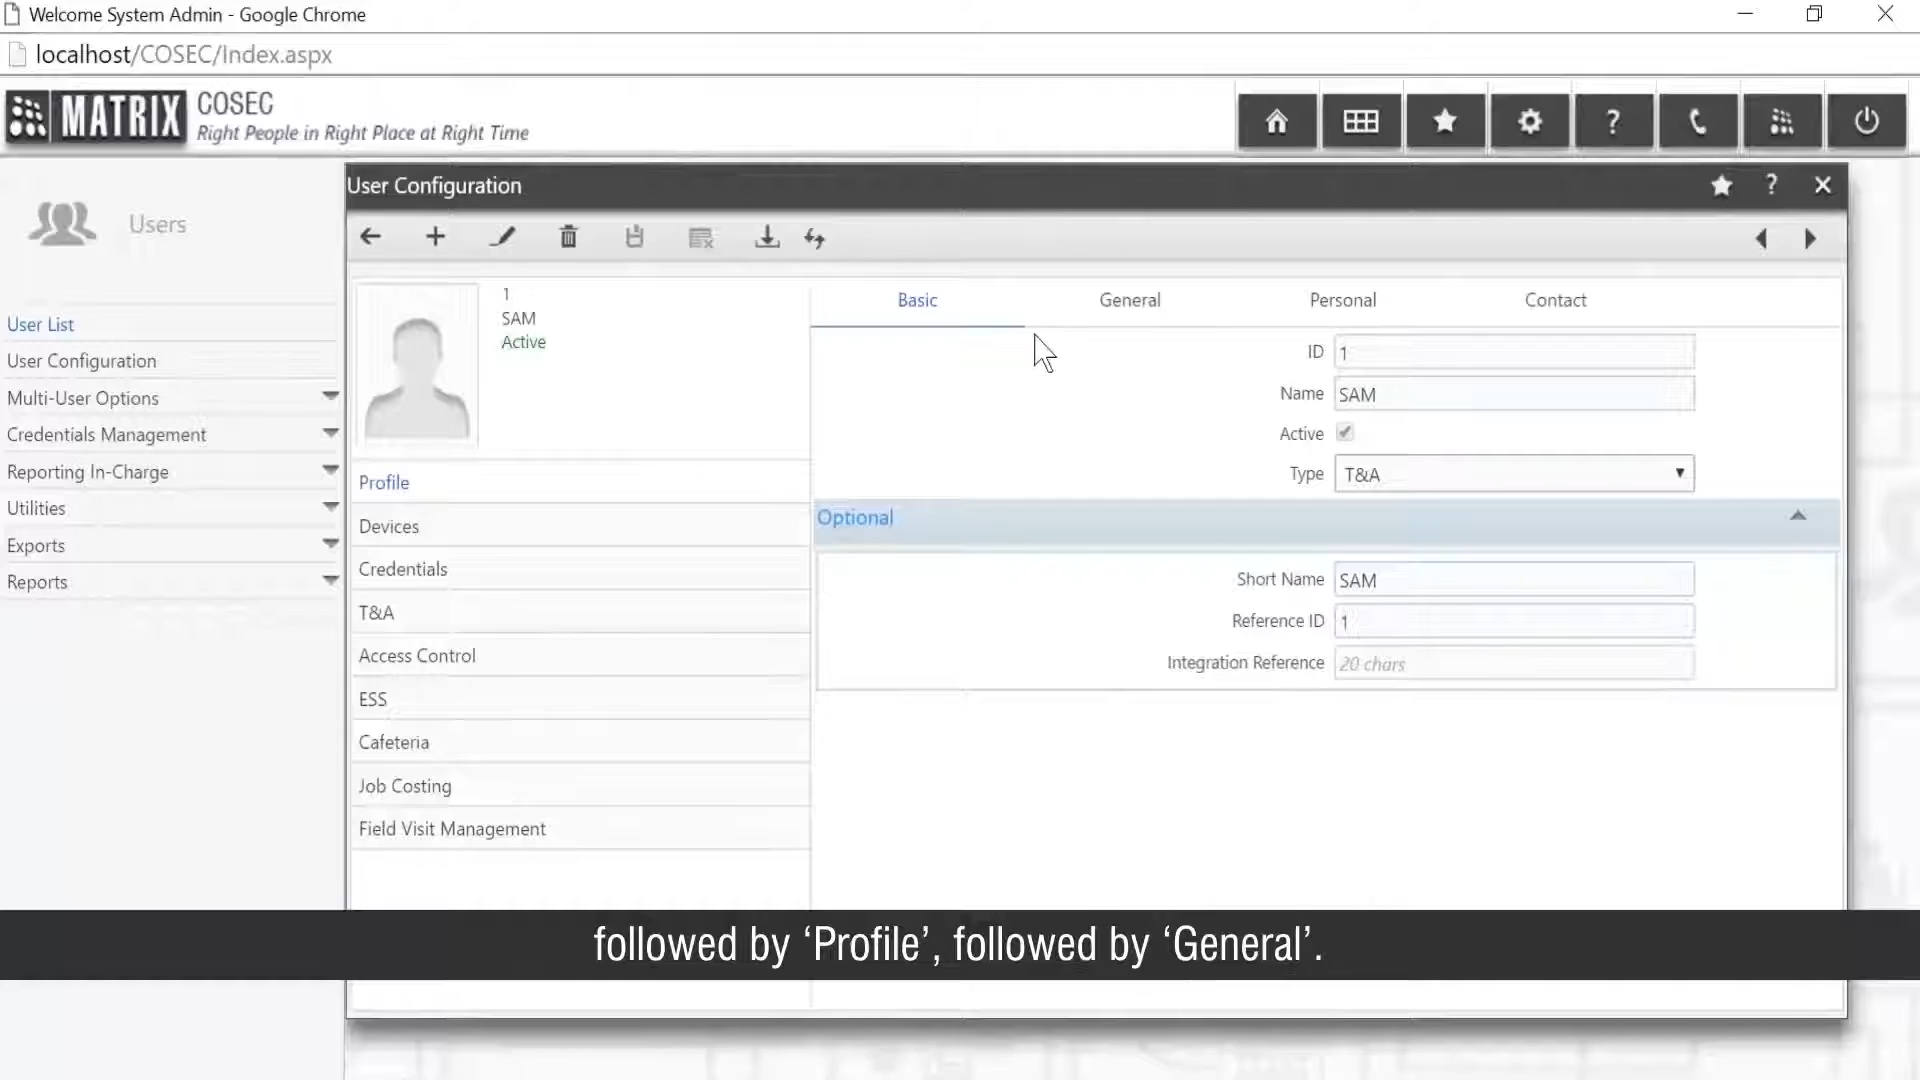 Welcome System Admin - Google Chrome
localhost/COSEC/Index.aspx
MATRIX
COSEC
Right People in Right Place at Right Time
Users
User List
User Configuration
Multi-User Options
Credentials Management
Reporting In-Charge
Utilities
Exports
Reports
User Configuration
1
SAM
Active
Profile
Devices
Credentials
T&A
Access Control
ESS
Cafeteria
Job Costing
Field Visit Management
Basic General Personal Contact
ID 1
Name SAM
Active
Type T&A
Optional
Short Name SAM
Reference ID 1
Integration Reference 20 chars
followed by ‘Profile’, followed by ‘General’.